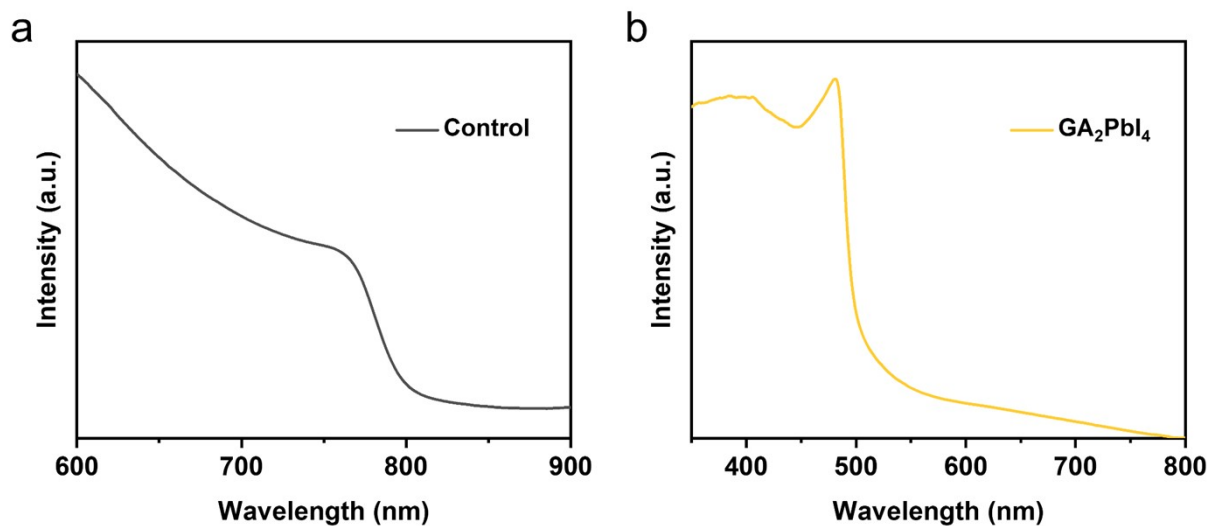 a
Control
Intensity (a.u.)
600 700 800 900
Wavelength (nm)
b
GA₂PbI₄
Intensity (a.u.)
400 500 600 700 800
Wavelength (nm)